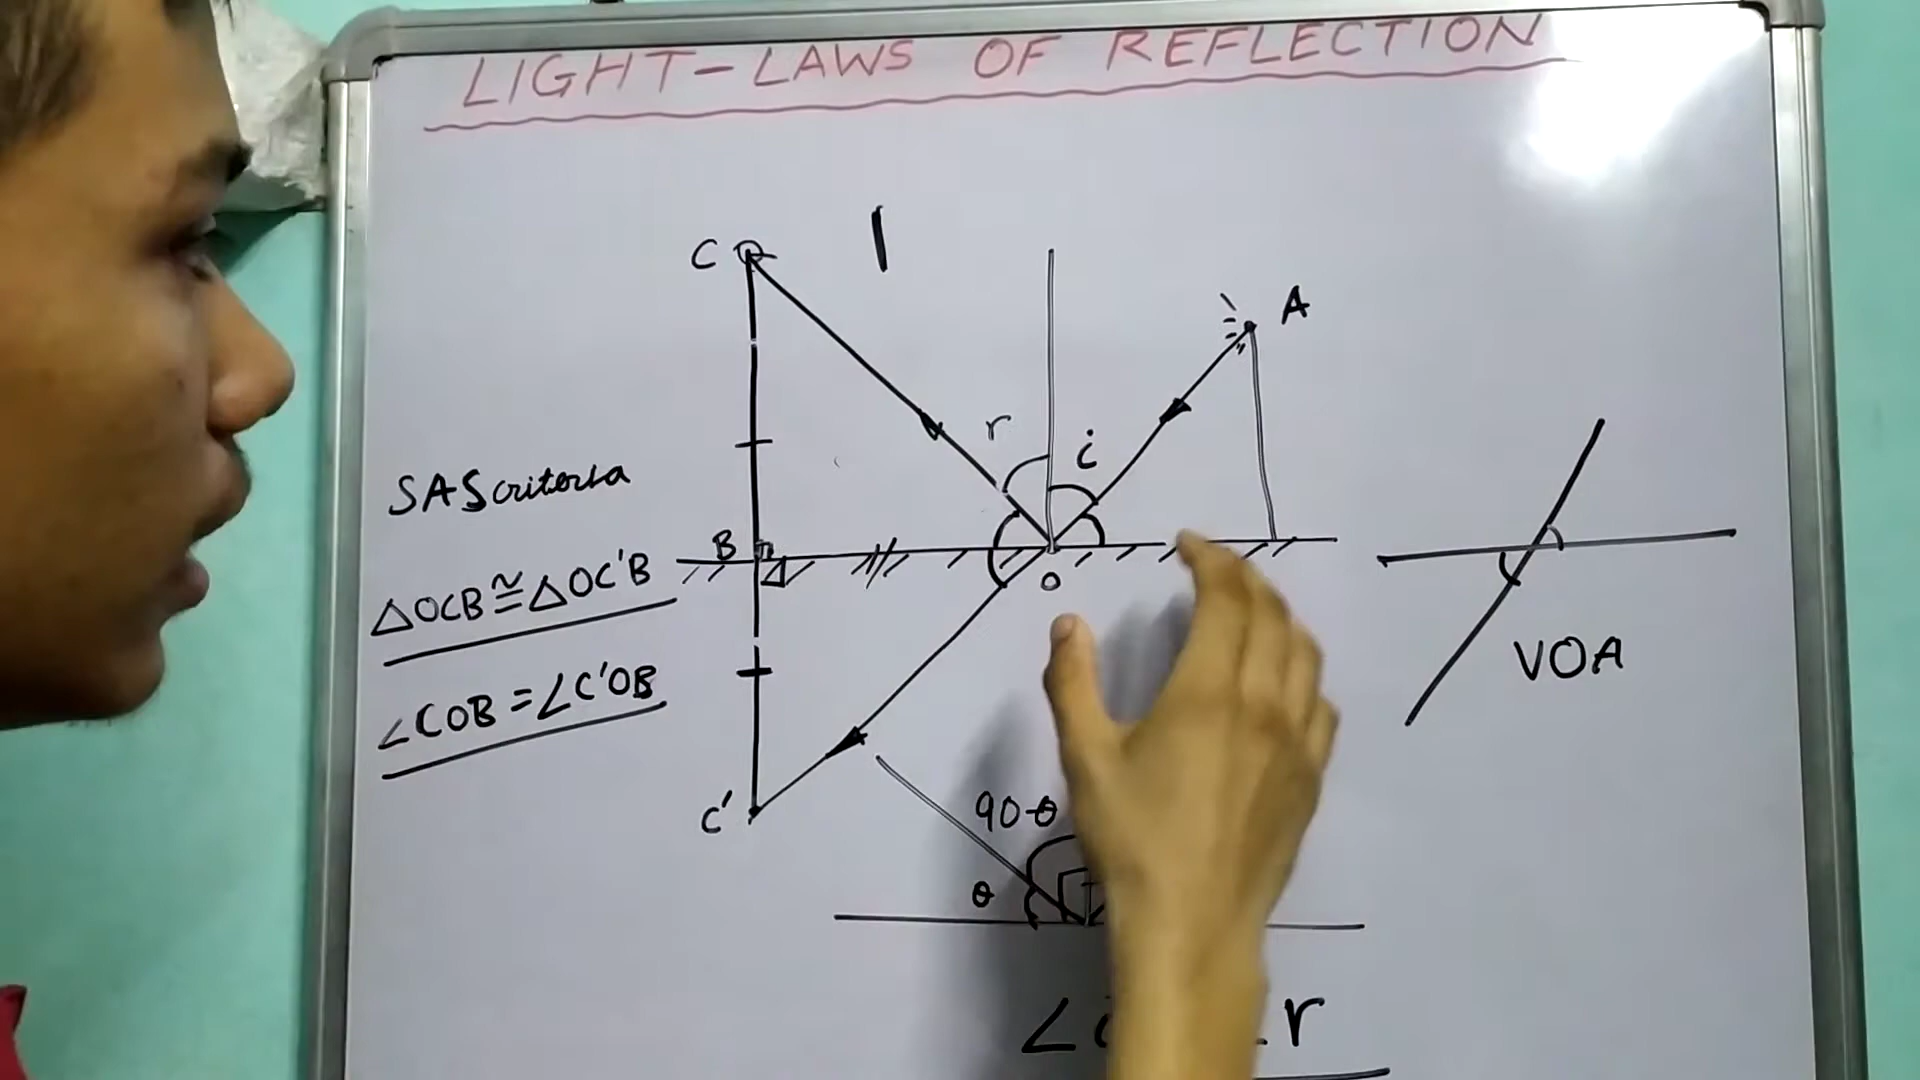 LIGHT-LAWS OF REFLECTION
C
A
r
i
SAS criteria
B
O
△OCB ≅ △OC'B
VOA
∠COB = ∠C'OB
C'
90-θ
θ
∠i
r